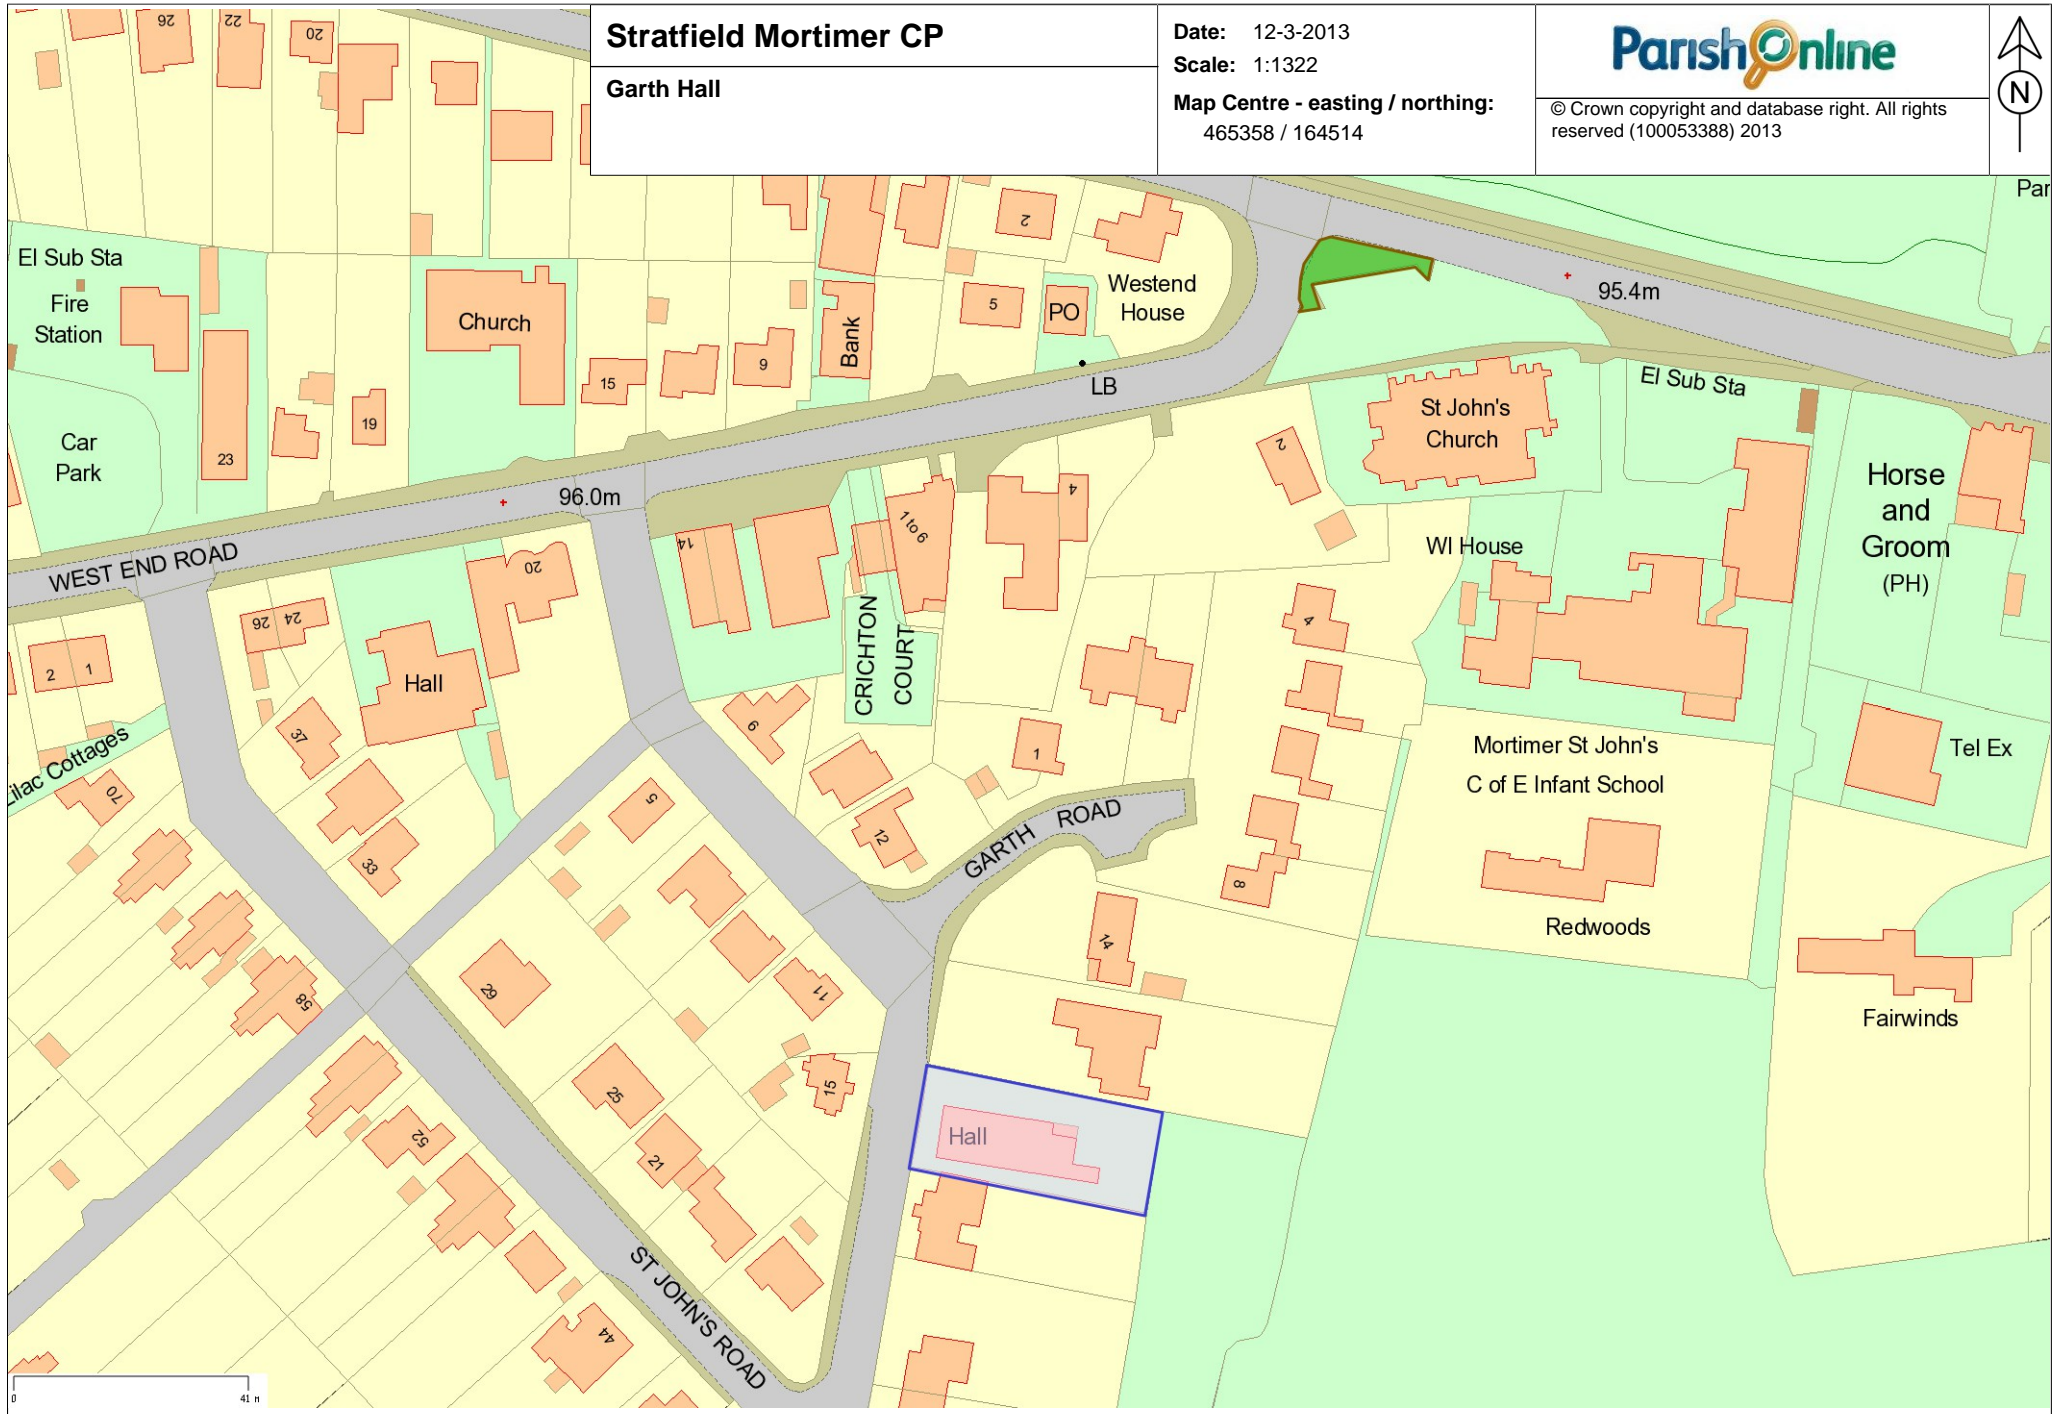 Stratfield Mortimer CP
Garth Hall
Date: 12-3-2013
Scale: 1:1322
Map Centre - easting / northing:
465358 / 164514
ParishOnline
© Crown copyright and database right. All rights
reserved (100053388) 2013
N
26
22
20
2
Par
El Sub Sta
Fire
Station
Church
Bank
5
PO
Westend
House
95.4m
15
9
LB
El Sub Sta
St John's
Church
19
23
Car
Park
2
4
Horse
and
Groom
(PH)
96.0m
1 to 6
14
WI House
WEST END ROAD
20
26
24
CRICHTON
COURT
4
2
1
Hall
37
6
1
Mortimer St John's
C of E Infant School
Tel Ex
Lilac Cottages
70
5
12
GARTH ROAD
33
8
Redwoods
14
29
11
58
Fairwinds
15
25
52
21
Hall
ST JOHN'S ROAD
44
0
41 M